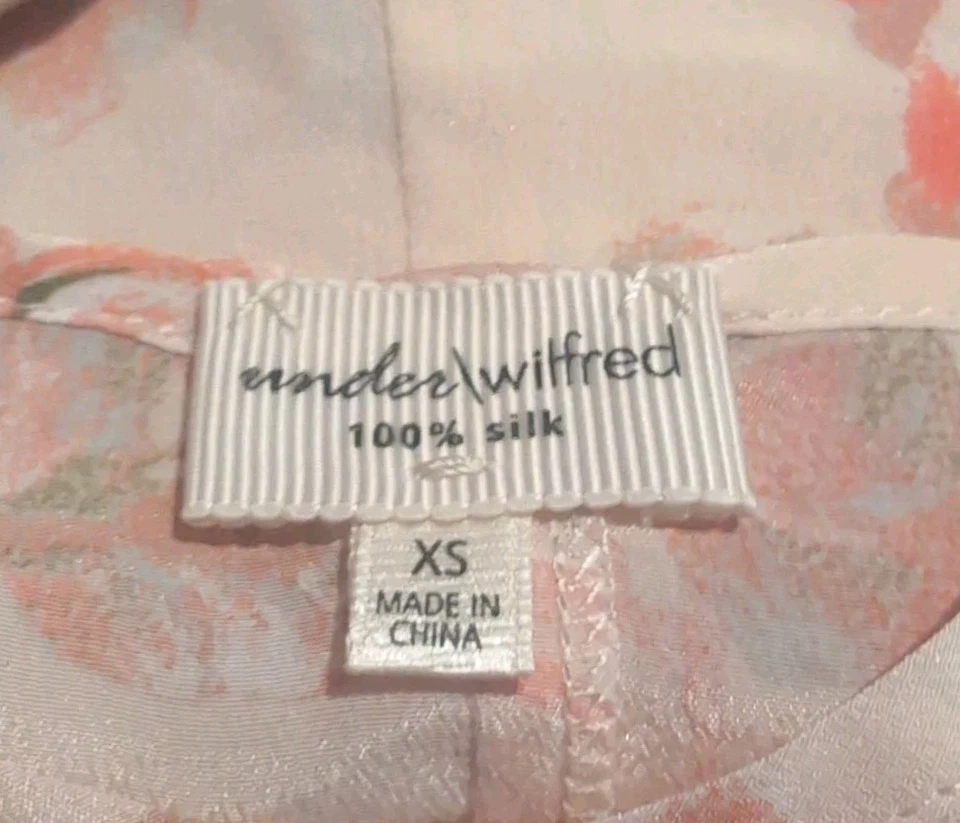 under\wilfred
100% silk
XS
MADE IN
CHINA